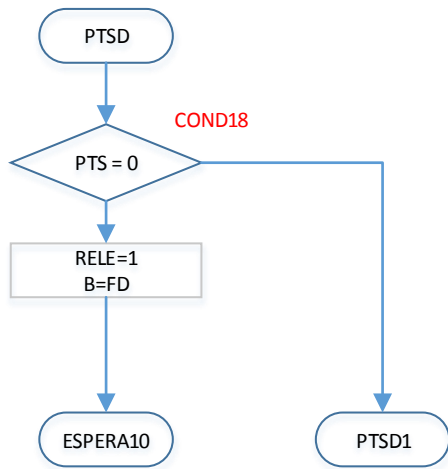 PTSD
COND18
PTS = 0
RELE=1
B=FD
ESPERA10
PTSD1